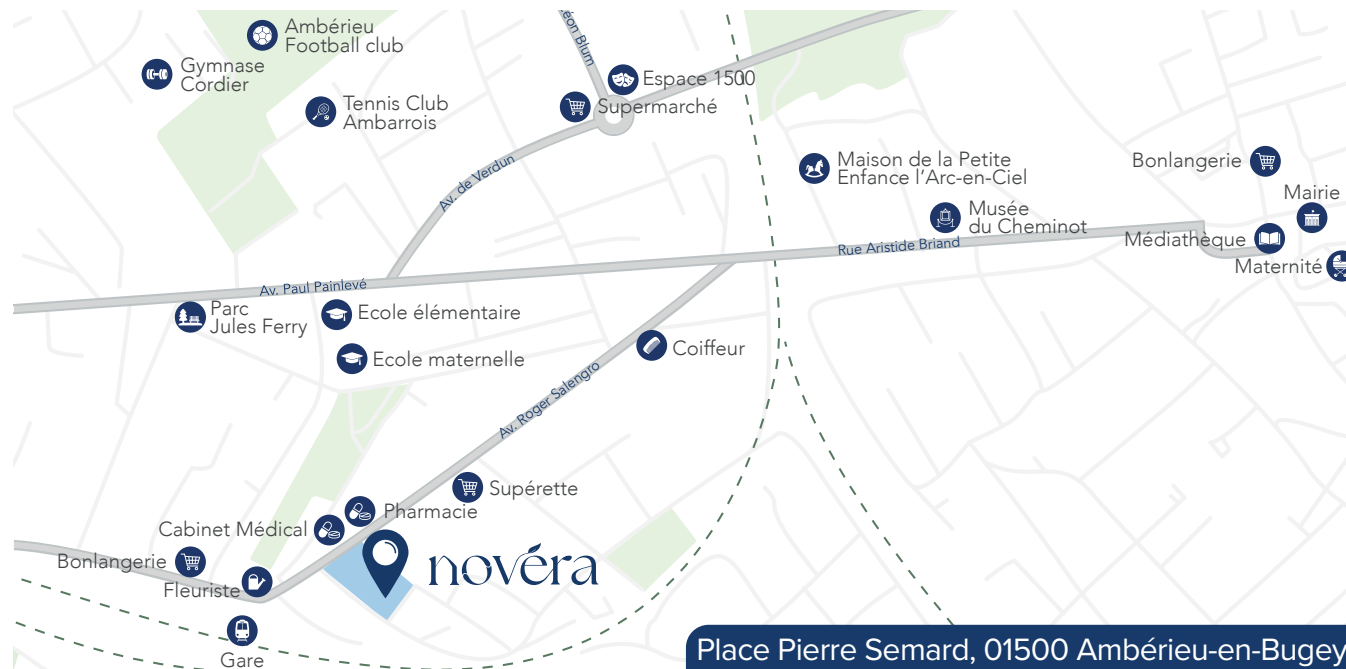 Ambérieu
Football club
Gymnase
Cordier
Tennis Club
Ambarrois
éon Blum
Espace 1500
Supermarché
Av. de Verdun
Maison de la Petite
Enfance l'Arc-en-Ciel
Bonlangerie
Mairie
Musée
du Cheminot
Médiathèque
Maternité
Rue Aristide Briand
Av. Paul Painlevé
Parc
Jules Ferry
Ecole élémentaire
Ecole maternelle
Coiffeur
Av. Roger Salengro
Supérette
Pharmacie
Cabinet Médical
Bonlangerie
Fleuriste
novéra
Gare
Place Pierre Semard, 01500 Ambérieu-en-Bugey